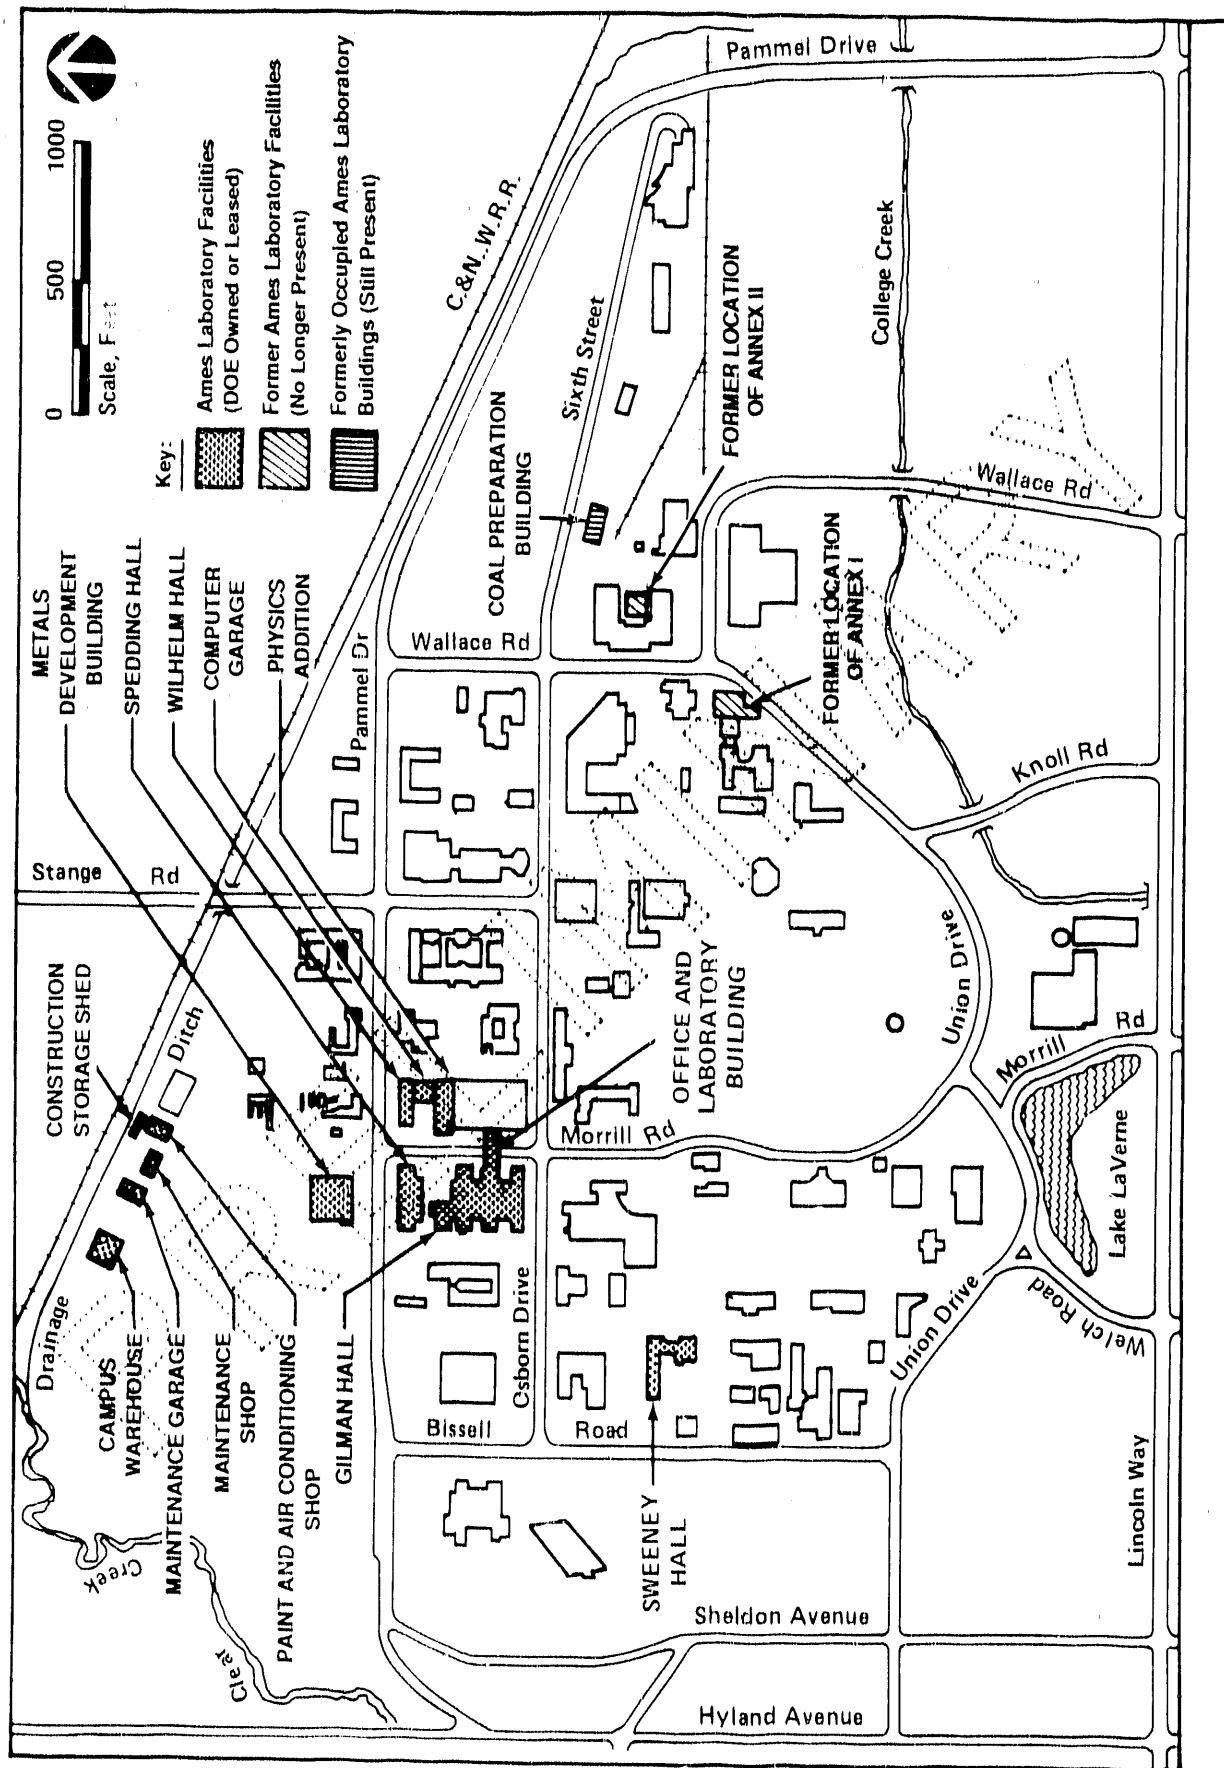 0 500 1000
Scale, Feet
Key:
Ames Laboratory Facilities
(DOE Owned or Leased)
Former Ames Laboratory Facilities
(No Longer Present)
Formerly Occupied Ames Laboratory
Buildings (Still Present)
METALS
DEVELOPMENT
BUILDING
SPEDDING HALL
WILHELM HALL
COMPUTER
GARAGE
PHYSICS
ADDITION
CONSTRUCTION
STORAGE SHED
CAMPUS
WAREHOUSE
MAINTENANCE GARAGE
MAINTENANCE
SHOP
PAINT AND AIR CONDITIONING
SHOP
GILMAN HALL
Drainage
Ditch
Clear
Creek
Stange Rd
C.&N.W.R.R.
Pammel Dr
Pammel Drive
COAL PREPARATION
BUILDING
Sixth Street
Wallace Rd
FORMER LOCATION
OF ANNEX II
FORMER LOCATION
OF ANNEX I
College Creek
Wallace Rd
Knoll Rd
OFFICE AND
LABORATORY
BUILDING
Morrill Rd
Osborn Drive
Bissell Road
SWEENEY
HALL
Union Drive
Union Drive
Morrill Rd
Lake LaVerne
Welch Road
Lincoln Way
Sheldon Avenue
Hyland Avenue
PRELIMINARY